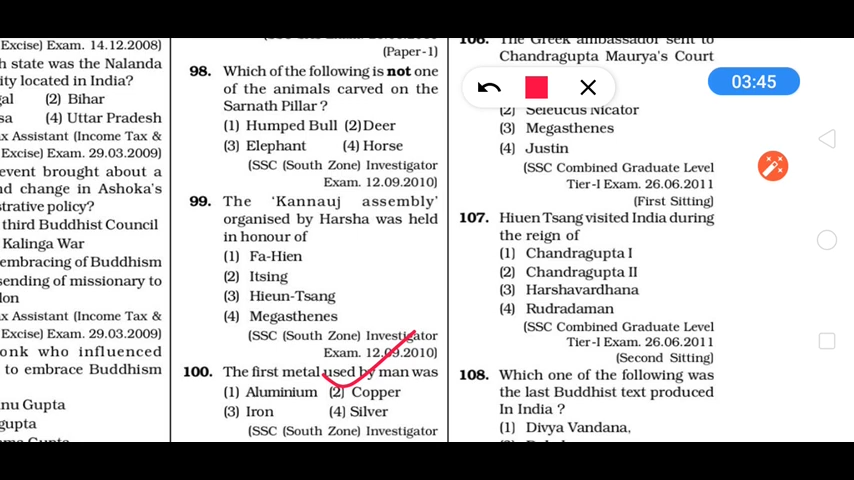 Excise) Exam. 14.12.2008)
h state was the Nalanda
ity located in India?
gal (2) Bihar
sa (4) Uttar Pradesh
ax Assistant (Income Tax &
Excise) Exam. 29.03.2009)
event brought about a
nd change in Ashoka's
strative policy?
third Buddhist Council
Kalinga War
embracing of Buddhism
sending of missionary to
lon
ax Assistant (Income Tax &
Excise) Exam. 29.03.2009)
onk who influenced
to embrace Buddhism
nu Gupta
gupta
(Paper-1)
98. Which of the following is not one
of the animals carved on the
Sarnath Pillar ?
(1) Humped Bull (2) Deer
(3) Elephant (4) Horse
(SSC (South Zone) Investigator
Exam. 12.09.2010)
99. The 'Kannauj assembly'
organised by Harsha was held
in honour of
(1) Fa-Hien
(2) Itsing
(3) Hieun-Tsang
(4) Megasthenes
(SSC (South Zone) Investigator
Exam. 12.09.2010)
100. The first metal used by man was
(1) Aluminium (2) Copper
(3) Iron (4) Silver
(SSC (South Zone) Investigator
106. The Greek ambassador sent to
Chandragupta Maurya's Court
03:45
(2) Seleucus Nicator
(3) Megasthenes
(4) Justin
(SSC Combined Graduate Level
Tier-I Exam. 26.06.2011
(First Sitting)
107. Hiuen Tsang visited India during
the reign of
(1) Chandragupta I
(2) Chandragupta II
(3) Harshavardhana
(4) Rudradaman
(SSC Combined Graduate Level
Tier-I Exam. 26.06.2011
(Second Sitting)
108. Which one of the following was
the last Buddhist text produced
In India ?
(1) Divya Vandana,